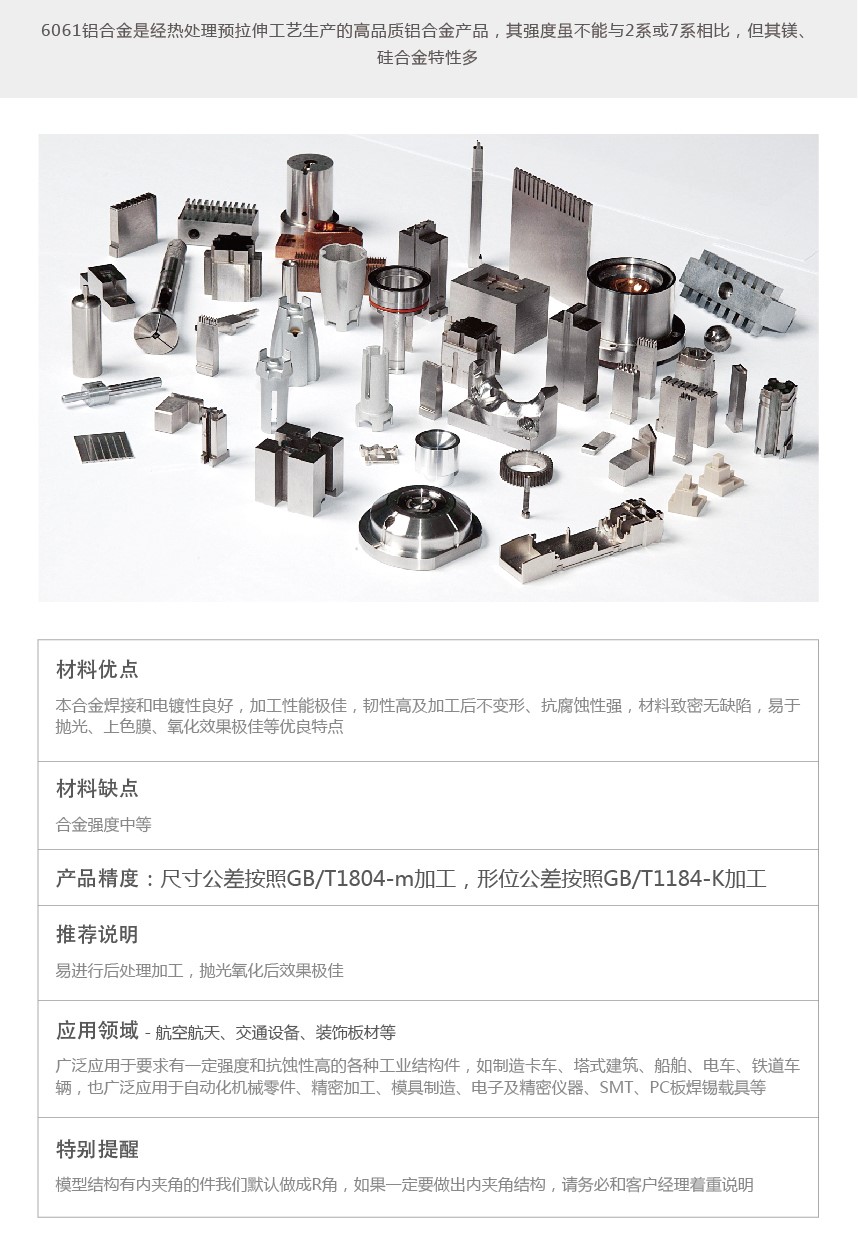 6061铝合金是经热处理预拉伸工艺生产的高品质铝合金产品，其强度虽不能与2系或7系相比，但其镁、
硅合金特性多
材料优点
本合金焊接和电镀性良好，加工性能极佳，韧性高及加工后不变形、抗腐蚀性强，材料致密无缺陷，易于
抛光、上色膜、氧化效果极佳等优良特点
材料缺点
合金强度中等
产品精度：尺寸公差按照GB/T1804-m加工，形位公差按照GB/T1184-K加工
推荐说明
易进行后处理加工，抛光氧化后效果极佳
应用领域 - 航空航天、交通设备、装饰板材等
广泛应用于要求有一定强度和抗蚀性高的各种工业结构件，如制造卡车、塔式建筑、船舶、电车、铁道车
辆，也广泛应用于自动化机械零件、精密加工、模具制造、电子及精密仪器、SMT、PC板焊锡载具等
特别提醒
模型结构有内夹角的件我们默认做成R角，如果一定要做出内夹角结构，请务必和客户经理着重说明